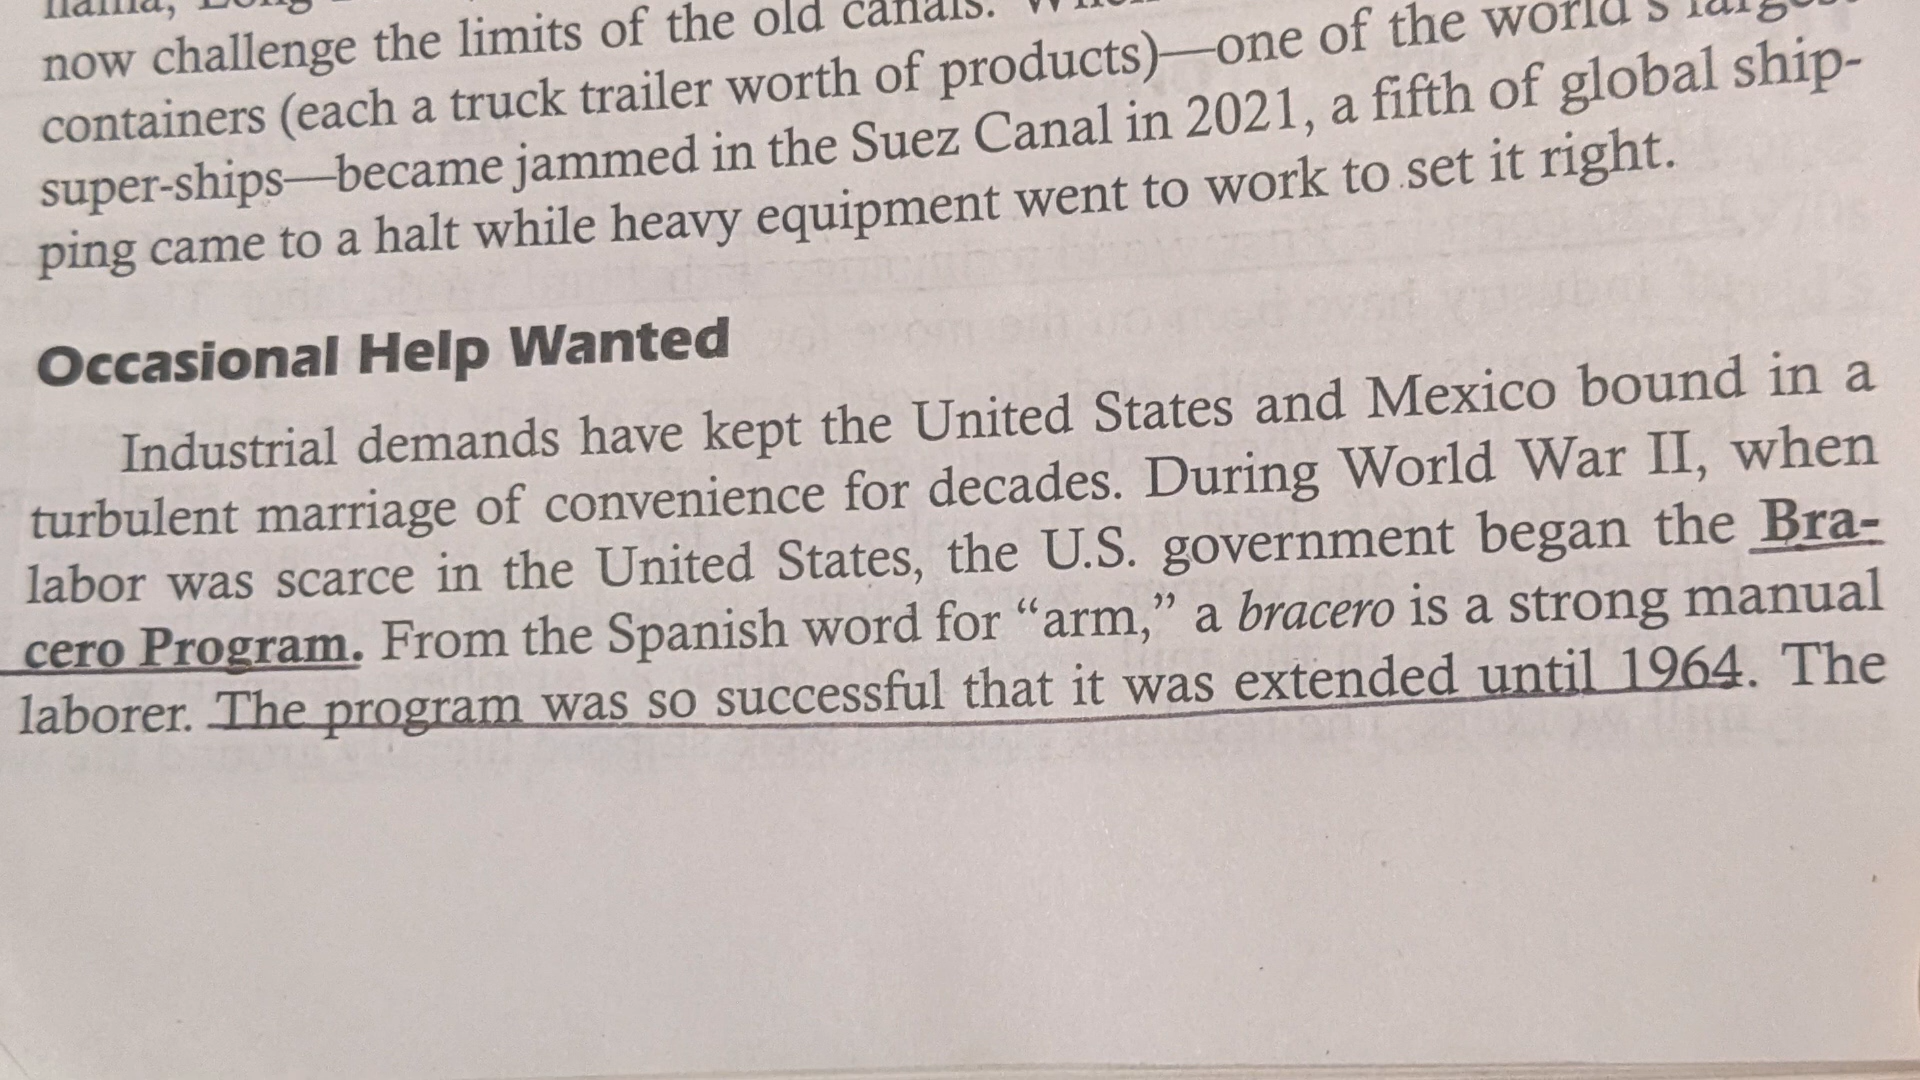 now challenge the limits of the old canals.
containers (each a truck trailer worth of products)—one of the world's largest
super-ships—became jammed in the Suez Canal in 2021, a fifth of global ship-
ping came to a halt while heavy equipment went to work to set it right.
Occasional Help Wanted
Industrial demands have kept the United States and Mexico bound in a
turbulent marriage of convenience for decades. During World War II, when
labor was scarce in the United States, the U.S. government began the Bra-
cero Program. From the Spanish word for “arm,” a bracero is a strong manual
laborer. The program was so successful that it was extended until 1964. The